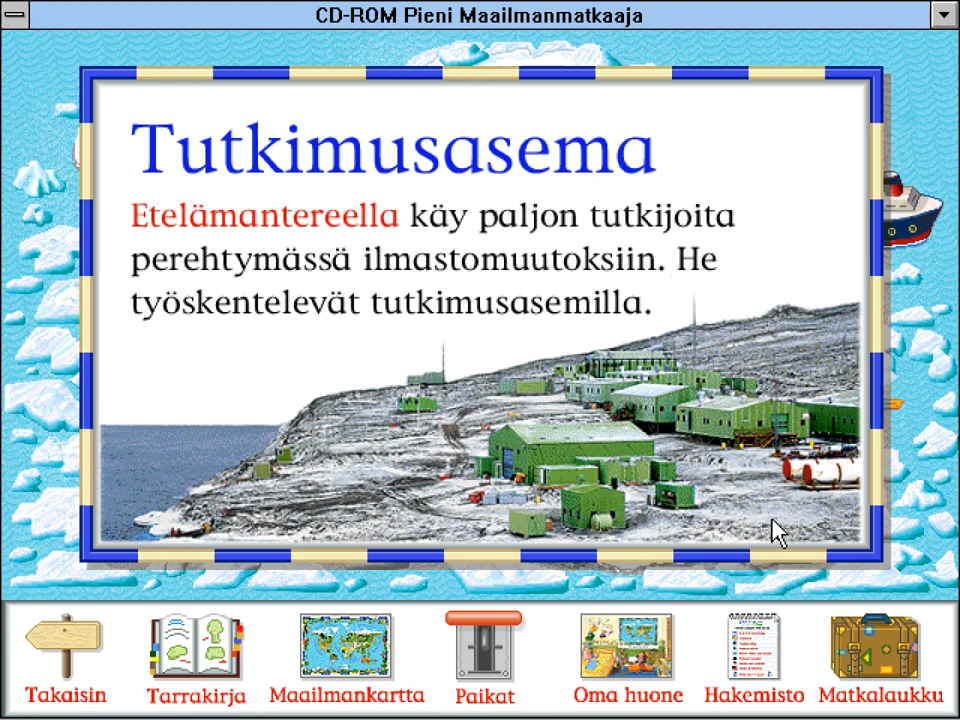 CD-ROM Pieni Maailmanmatkaaja
Tutkimusasema
Etelämantereella käy paljon tutkijoita
perehtymässä ilmastomuutoksiin. He
työskentelevät tutkimusasemilla.
Takaisin
Tarrakirja
Maailmankartta
Paikat
Oma huone
Hakemisto
Matkalaukku